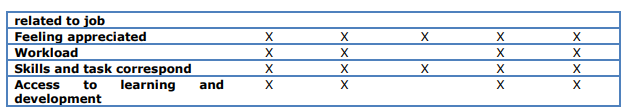 related to job
Feeling appreciated X X X X X
Workload X X X X
Skills and task correspond X X X X X
Access to learning and X X X X
development